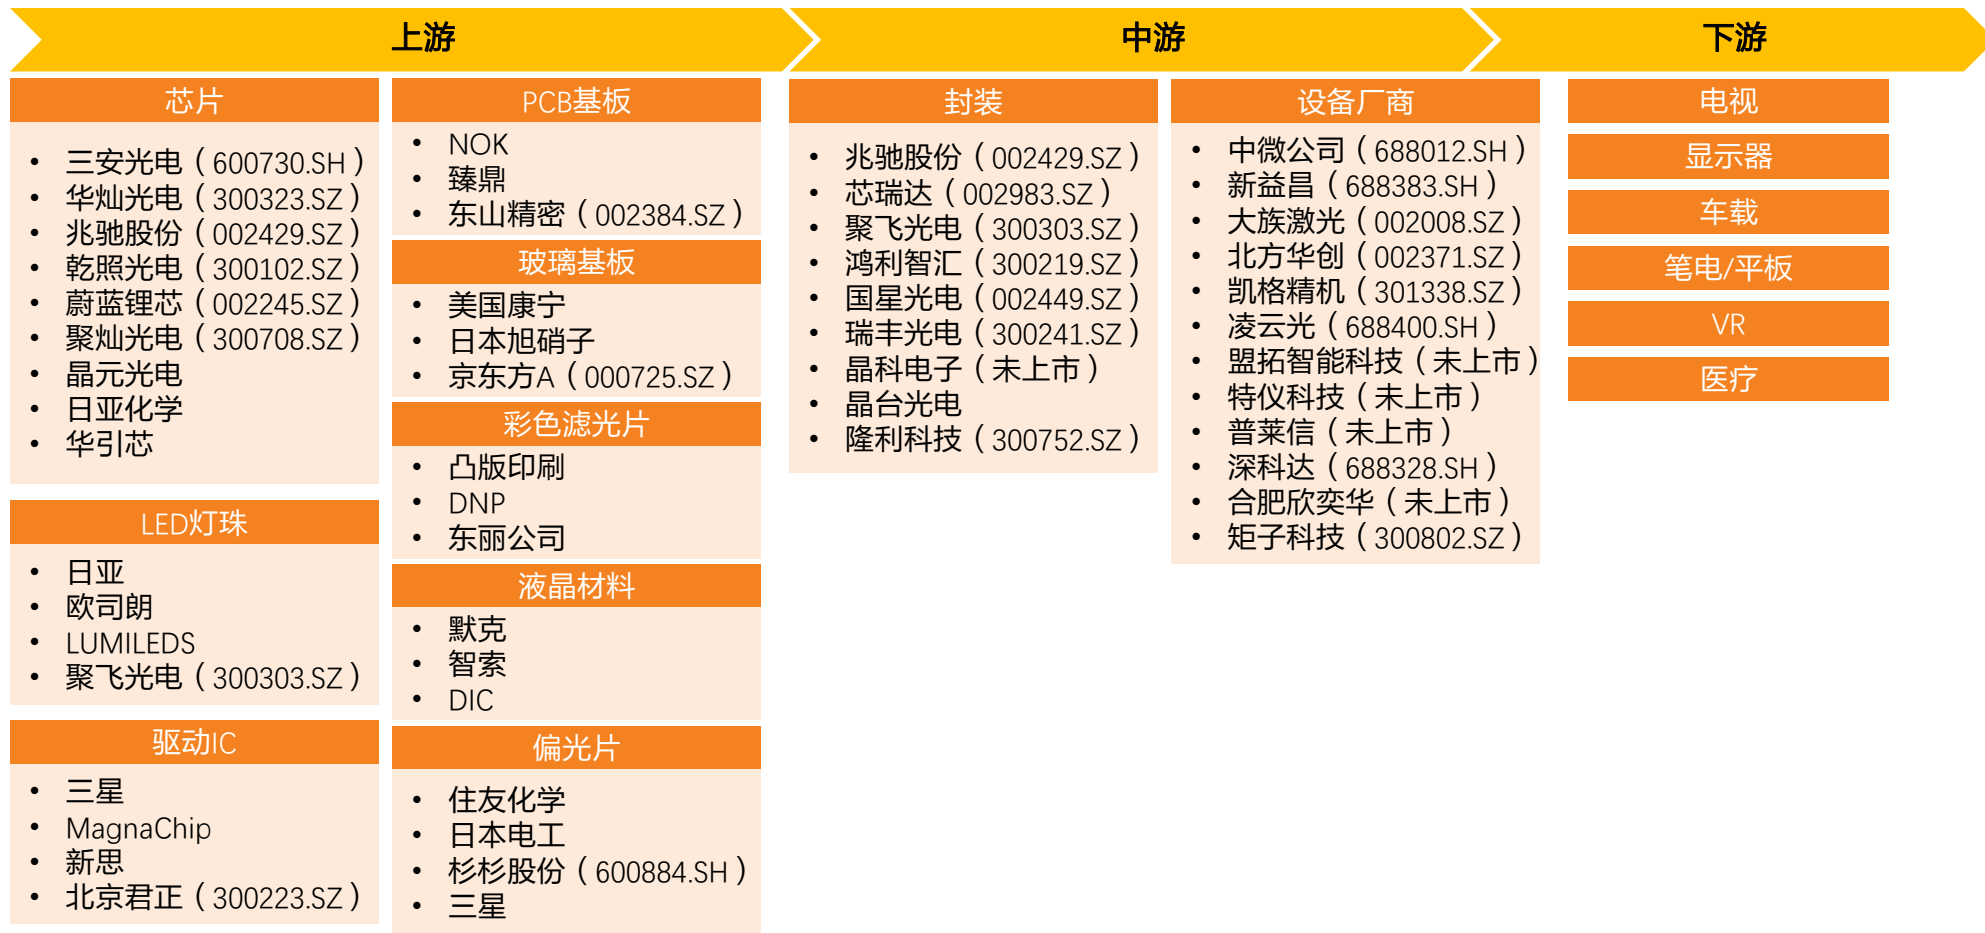 上游
芯片
• 三安光电（600730.SH）
• 华灿光电（300323.SZ）
• 兆驰股份（002429.SZ）
• 乾照光电（300102.SZ）
• 蔚蓝锂芯（002245.SZ）
• 聚灿光电（300708.SZ）
• 晶元光电
• 日亚化学
• 华引芯
LED灯珠
• 日亚
• 欧司朗
• LUMILEDS
• 聚飞光电（300303.SZ）
驱动IC
• 三星
• MagnaChip
• 新思
• 北京君正（300223.SZ）
PCB基板
• NOK
• 臻鼎
• 东山精密（002384.SZ）
玻璃基板
• 美国康宁
• 日本旭硝子
• 京东方A（000725.SZ）
彩色滤光片
• 凸版印刷
• DNP
• 东丽公司
液晶材料
• 默克
• 智索
• DIC
偏光片
• 住友化学
• 日本电工
• 杉杉股份（600884.SH）
• 三星
中游
封装
• 兆驰股份（002429.SZ）
• 芯瑞达（002983.SZ）
• 聚飞光电（300303.SZ）
• 鸿利智汇（300219.SZ）
• 国星光电（002449.SZ）
• 瑞丰光电（300241.SZ）
• 晶科电子（未上市）
• 晶台光电
• 隆利科技（300752.SZ）
设备厂商
• 中微公司（688012.SH）
• 新益昌（688383.SH）
• 大族激光（002008.SZ）
• 北方华创（002371.SZ）
• 凯格精机（301338.SZ）
• 凌云光（688400.SH）
• 盟拓智能科技（未上市）
• 特仪科技（未上市）
• 普莱信（未上市）
• 深科达（688328.SH）
• 合肥欣奕华（未上市）
• 矩子科技（300802.SZ）
下游
电视
显示器
车载
笔电/平板
VR
医疗